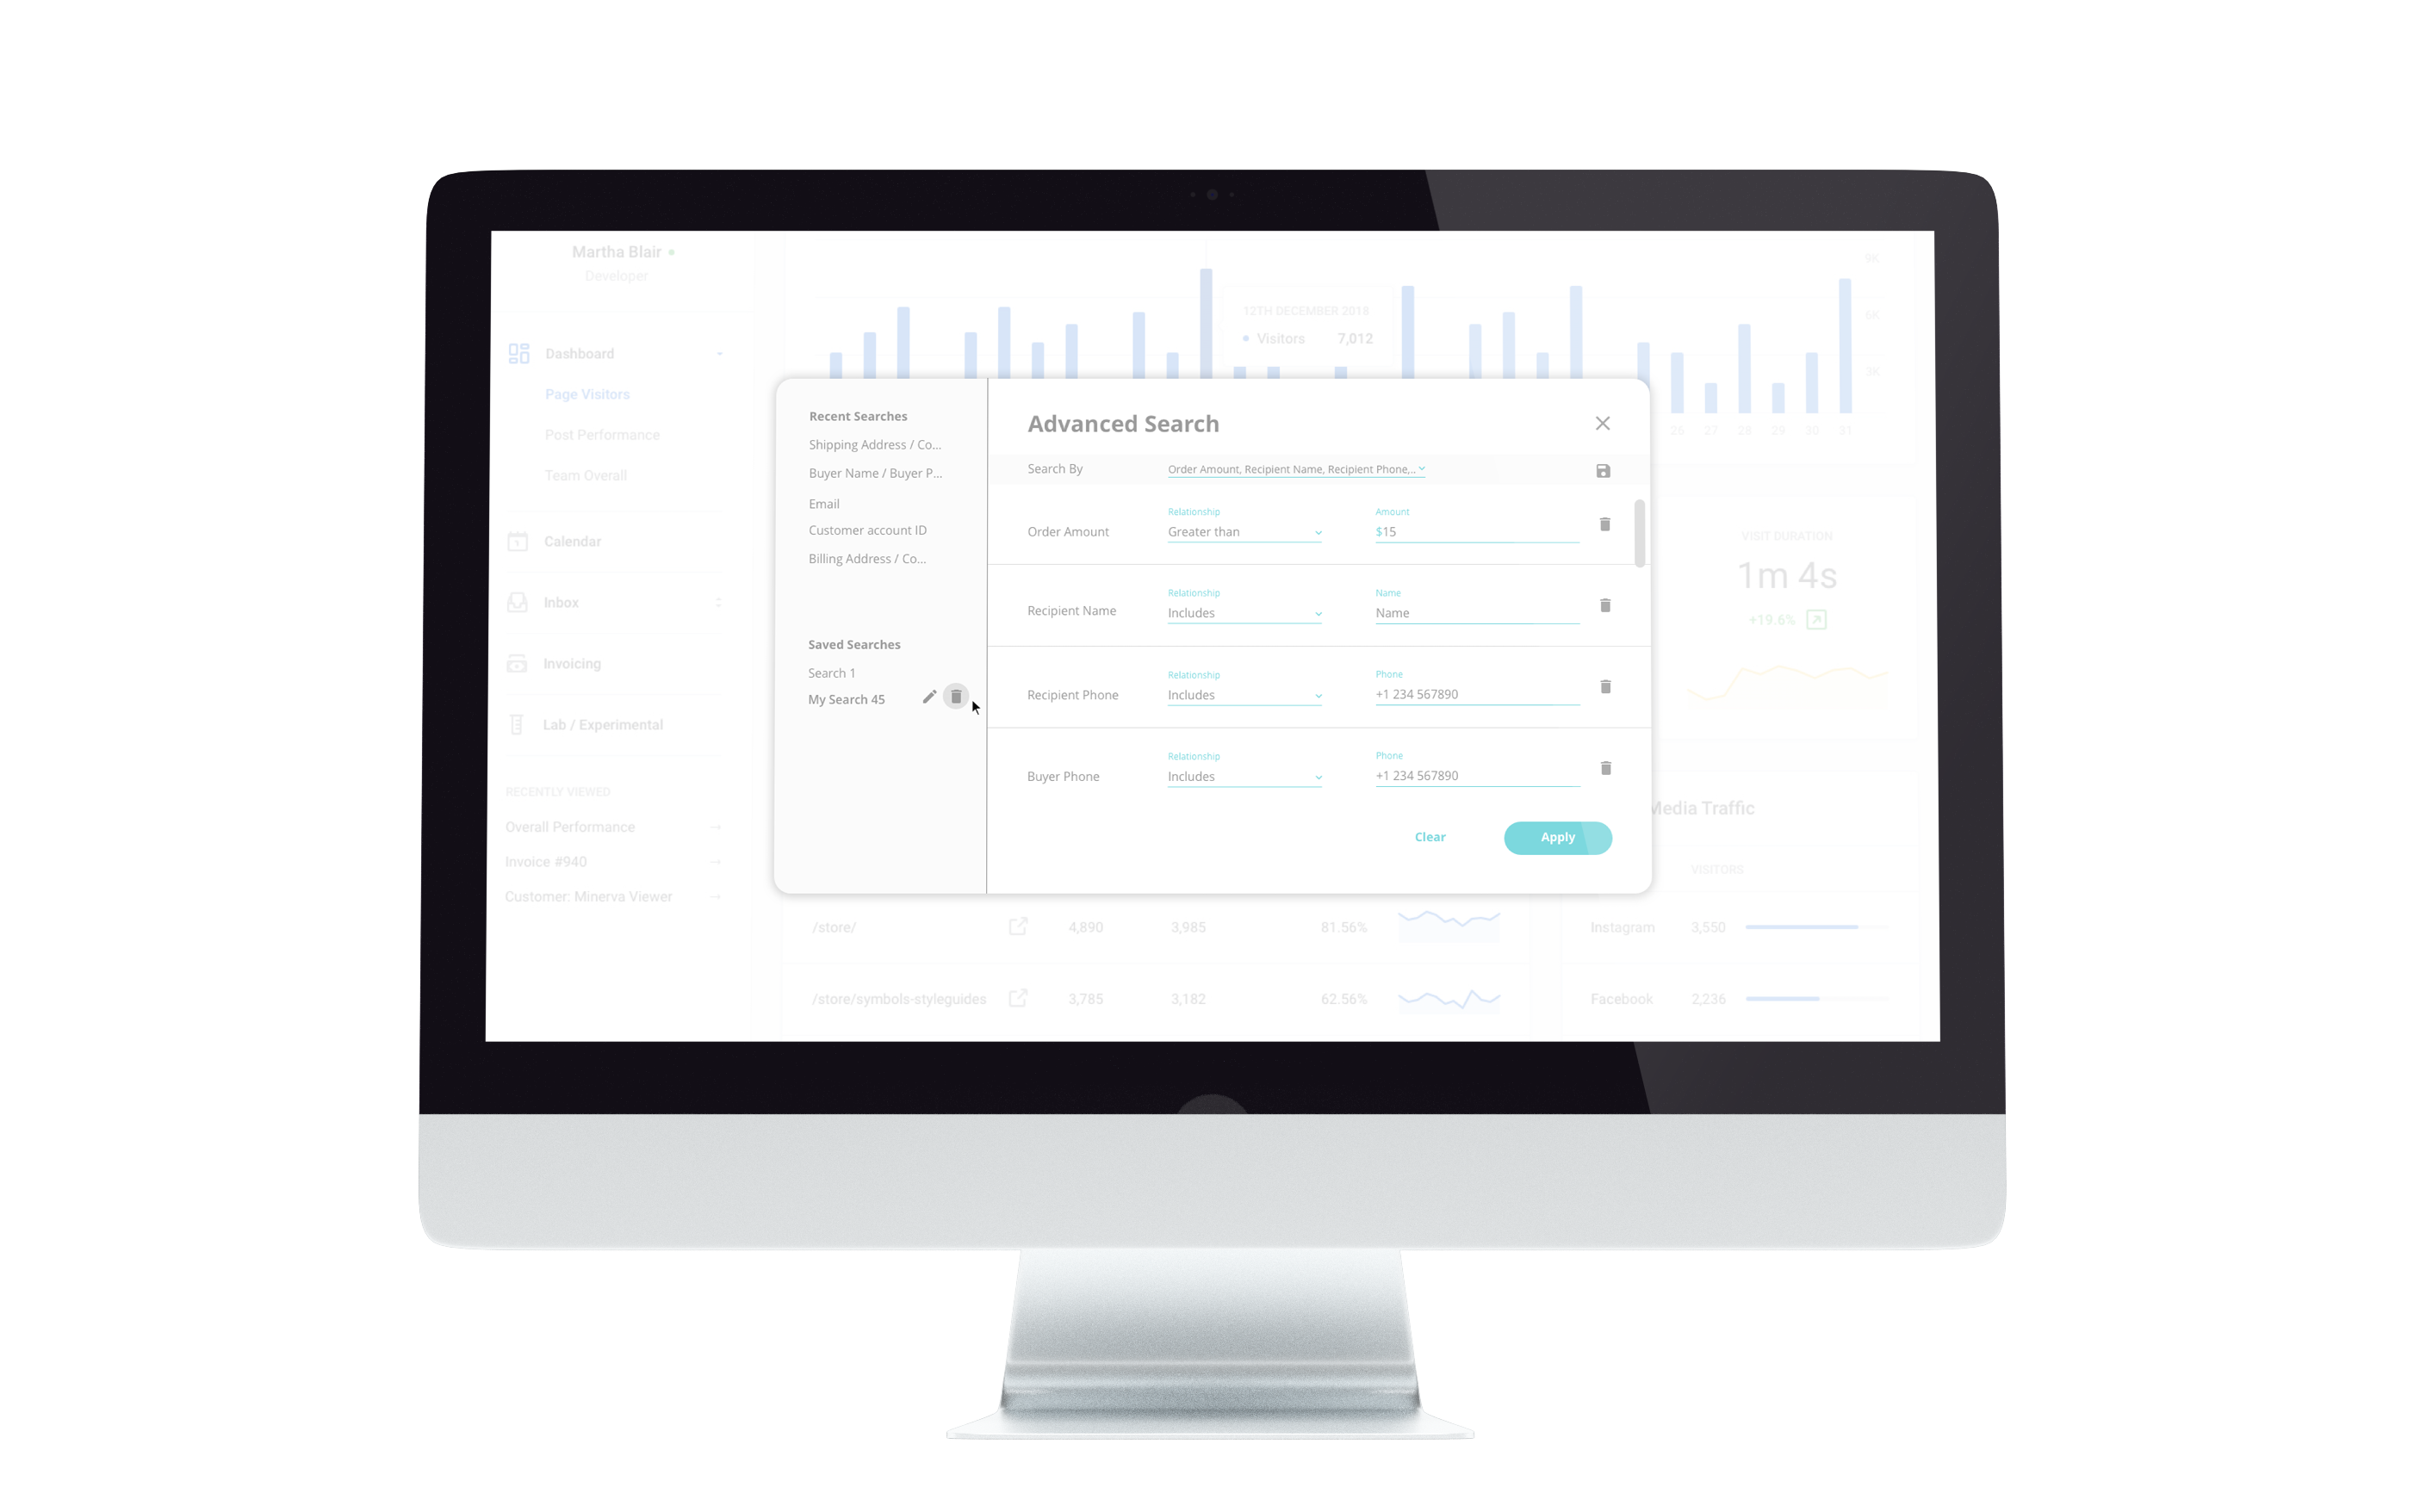 Martha Blair
Developer
Dashboard
Page Visitors
Post Performance
Team Overall
Calendar
Inbox
Invoicing
Lab / Experimental
RECENTLY VIEWED
Overall Performance
Invoice #940
Customer: Minerva Viewer
12TH DECEMBER 2018
Visitors 7,012
9K
6K
3K
26 27 28 29 30 31
Recent Searches
Shipping Address / Co...
Buyer Name / Buyer P...
Email
Customer account ID
Billing Address / Co...
Saved Searches
Search 1
My Search 45
Advanced Search
Search By Order Amount, Recipient Name, Recipient Phone,..
Relationship Amount
Order Amount Greater than $15
Relationship Name
Recipient Name Includes Name
Relationship Phone
Recipient Phone Includes +1 234 567890
Relationship Phone
Buyer Phone Includes +1 234 567890
Clear Apply
VISIT DURATION
1m 4s
+19.6%
Media Traffic
VISITORS
/store/ 4,890 3,985 81.56%
/store/symbols-styleguides 3,785 3,182 62.56%
Instagram 3,550
Facebook 2,236